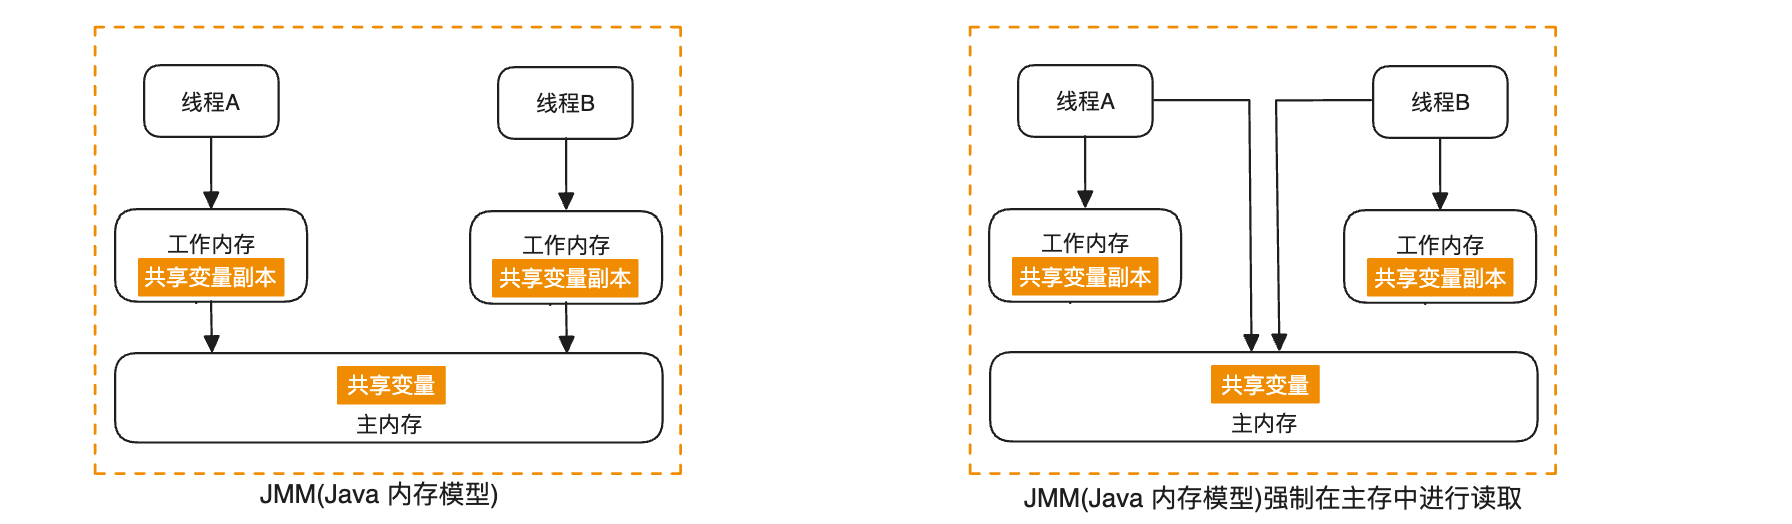 线程A
线程B
工作内存
共享变量副本
工作内存
共享变量副本
共享变量
主内存
JMM(Java 内存模型)
线程A
线程B
工作内存
共享变量副本
工作内存
共享变量副本
共享变量
主内存
JMM(Java 内存模型)强制在主存中进行读取